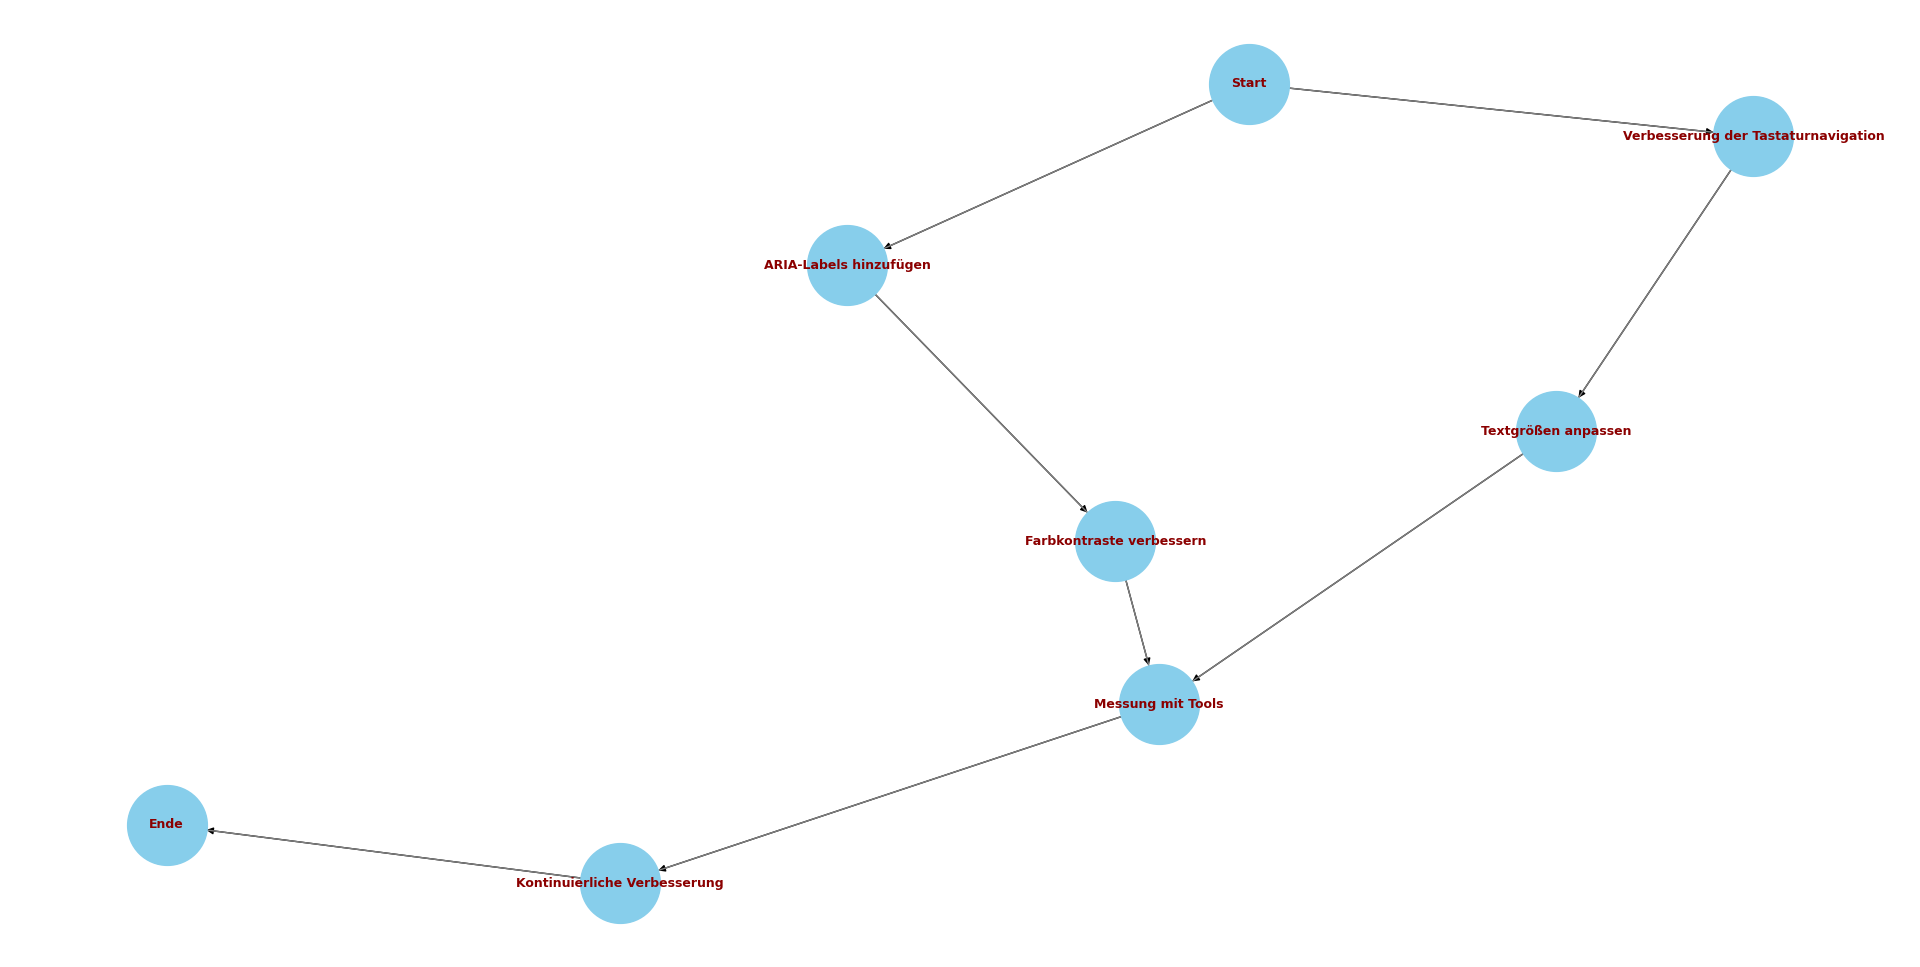 Start
Verbesserung der Tastaturnavigation
ARIA-Labels hinzufügen
Textgrößen anpassen
Farbkontraste verbessern
Messung mit Tools
Ende
Kontinuierliche Verbesserung